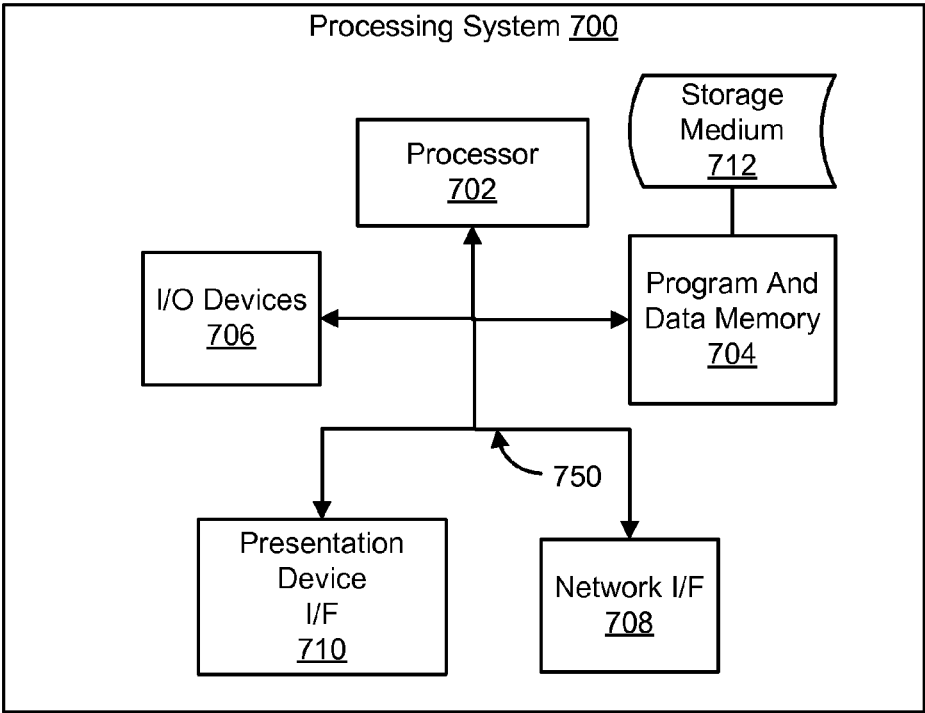 Processing System 700
Storage
Medium
712
Processor
702
I/O Devices
706
Program And
Data Memory
704
750
Presentation
Device
I/F
710
Network I/F
708